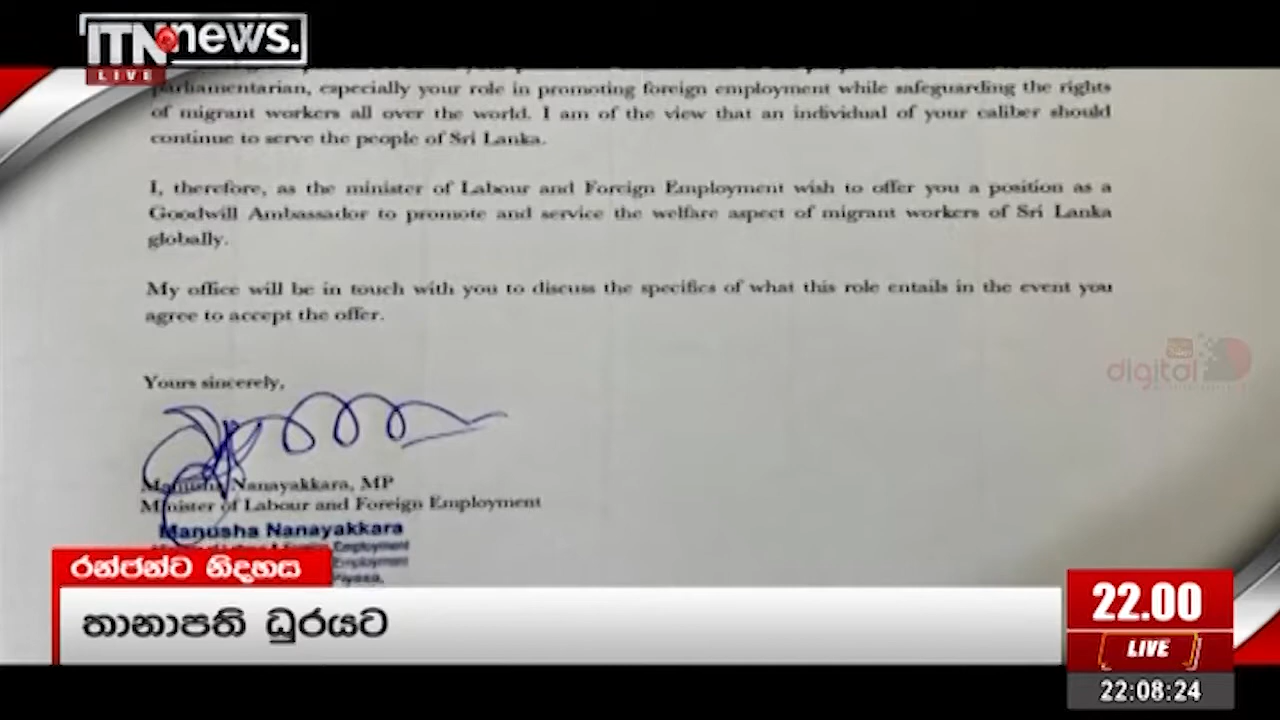 ITN news.
LIVE
parliamentarian, especially your role in promoting foreign employment while safeguarding the rights
of migrant workers all over the world. I am of the view that an individual of your caliber should
continue to serve the people of Sri Lanka.
I, therefore, as the minister of Labour and Foreign Employment wish to offer you a position as a
Goodwill Ambassador to promote and service the welfare aspect of migrant workers of Sri Lanka
globally.
My office will be in touch with you to discuss the specifics of what this role entails in the event you
agree to accept the offer.
digital
Yours sincerely,
Manusha Nanayakkara, MP
Minister of Labour and Foreign Employment
Manusha Nanayakkara
Employment
Employment
Piyasa,
රන්ජන්ට නිදහස
තානාපති ධුරයට
22.00
LIVE
22:08:24